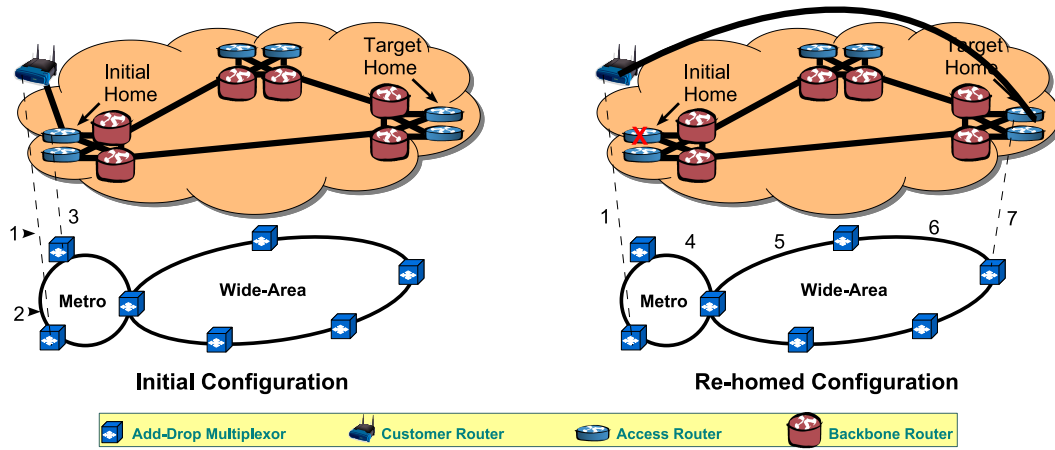 Initial
Home
Target
Home
1
3
2
Metro
Wide-Area
Initial Configuration
Initial
Home
Target
Home
1
4
5
6
7
Metro
Wide-Area
Re-homed Configuration
X
Add-Drop Multiplexor
Customer Router
Access Router
Backbone Router